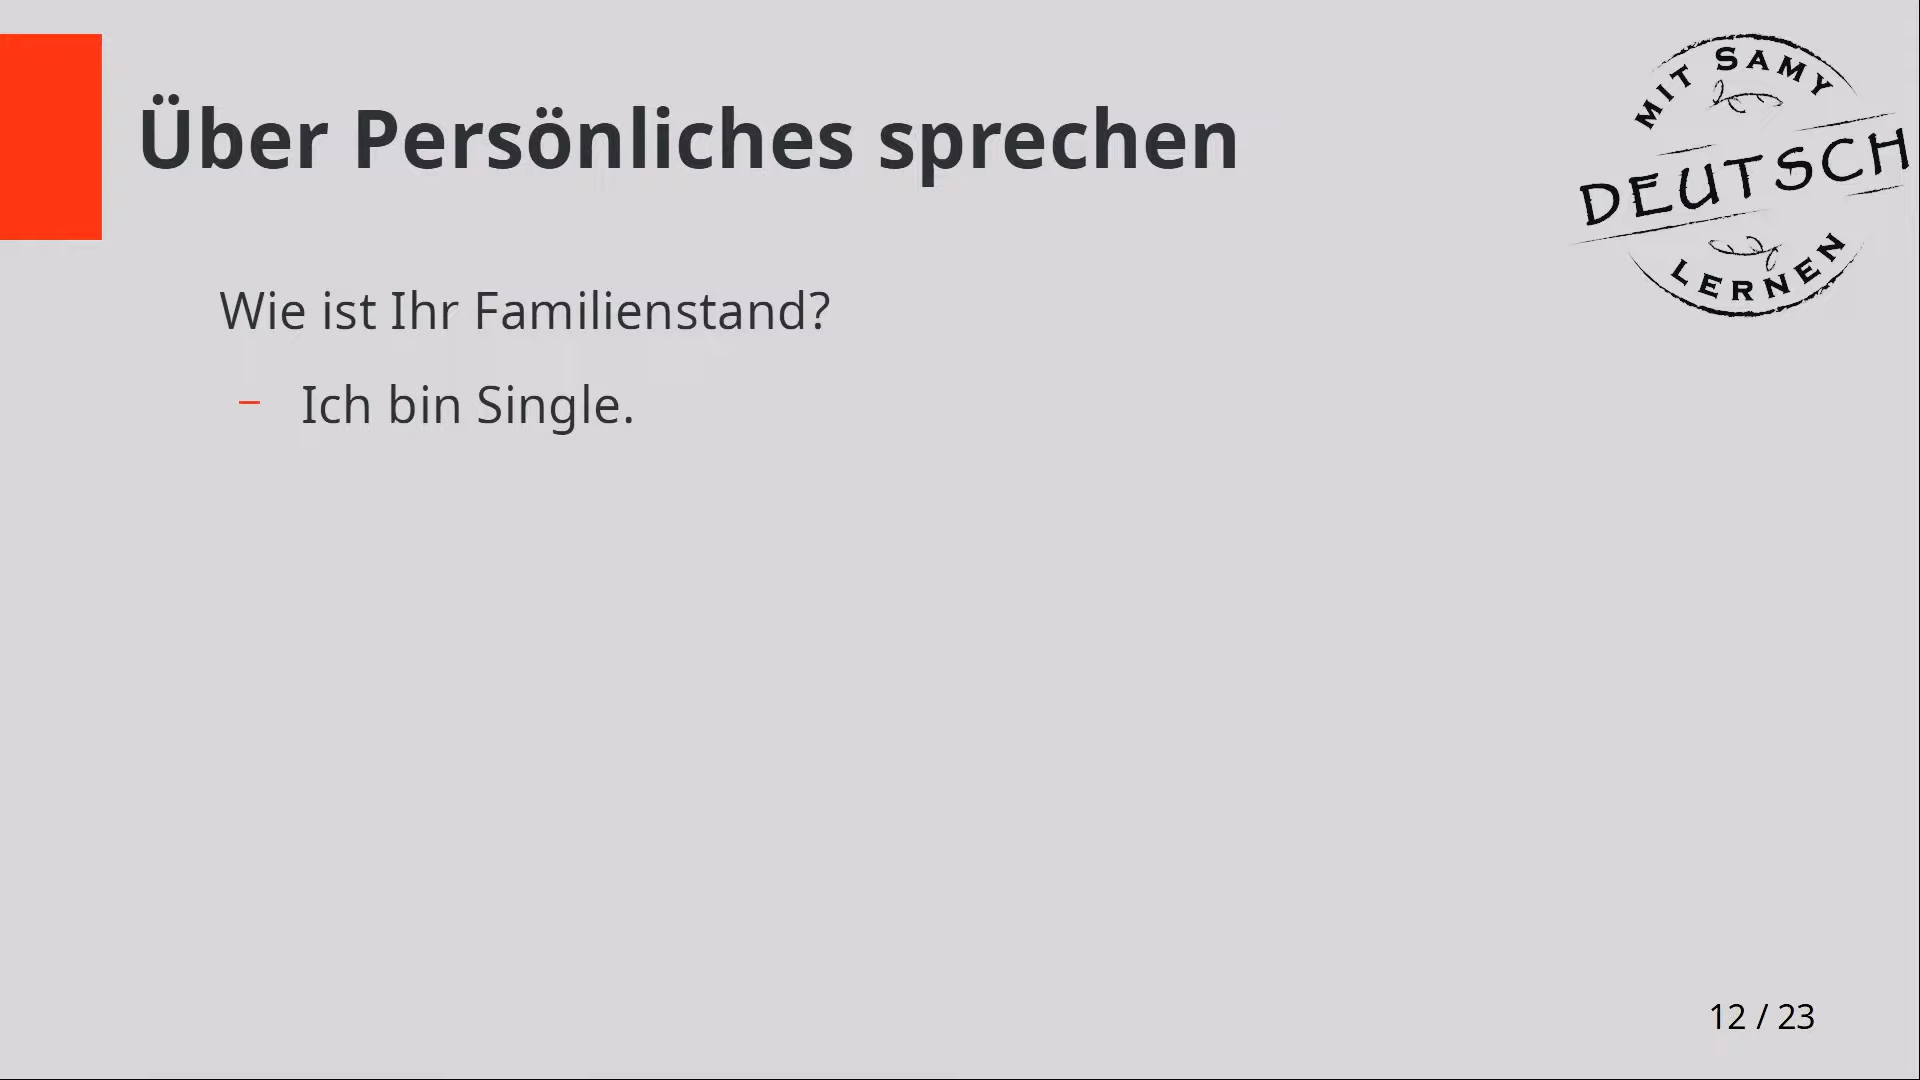 Über Persönliches sprechen
MIT SAMY
DEUTSCH
LERNEN
Wie ist Ihr Familienstand?
– Ich bin Single.
12 / 23